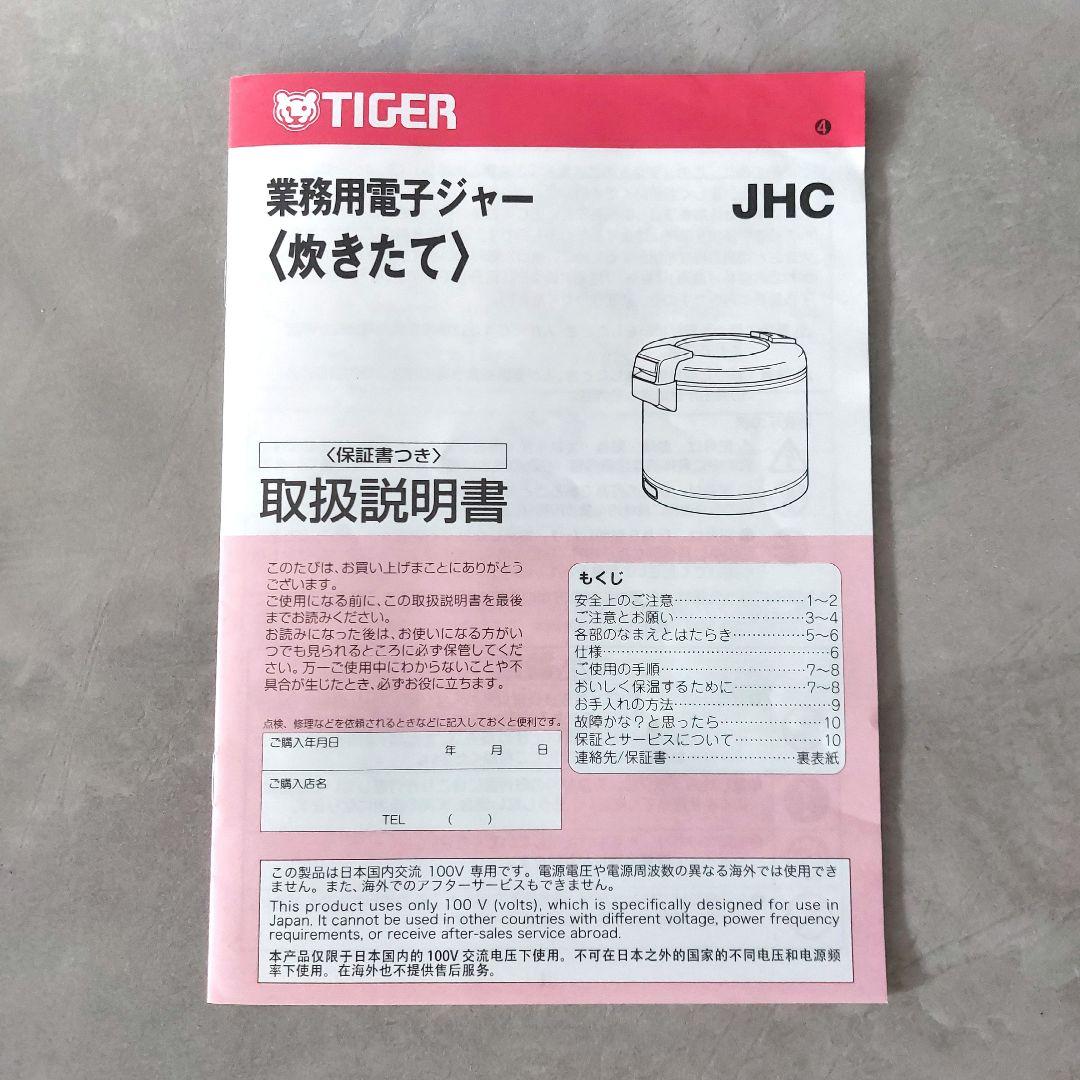 TIGER
4
業務用電子ジャー
〈炊きたて〉
JHC
〈保証書つき〉
取扱説明書
このたびは、お買い上げまことにありがとう
ございます。
ご使用になる前に、この取扱説明書を最後
までお読みください。
お読みになった後は、お使いになる方がい
つでも見られるところに必ず保管してくだ
さい。万一ご使用中にわからないことや不
具合が生じたとき、必ずお役に立ちます。
点検、修理などを依頼されるときなどに記入しておくと便利です。
ご購入年月日 年 月 日
ご購入店名
TEL ( )
もくじ
安全上のご注意…………………1~2
ご注意とお願い…………………3~4
各部のなまえとはたらき…………5~6
仕様………………………………6
ご使用の手順……………………7~8
おいしく保温するために…………7~8
お手入れの方法…………………9
故障かな?と思ったら……………10
保証とサービスについて…………10
連絡先/保証書……………………裏表紙
この製品は日本国内交流 100V 専用です。電源電圧や電源周波数の異なる海外では使用でき
ません。また、海外でのアフターサービスもできません。
This product uses only 100 V (volts), which is specifically designed for use in
Japan. It cannot be used in other countries with different voltage, power frequency
requirements, or receive after-sales service abroad.
本产品仅限于日本国内的100V交流电压下使用。不可在日本之外的国家的不同电压和电源频
率下使用。在海外也不提供售后服务。